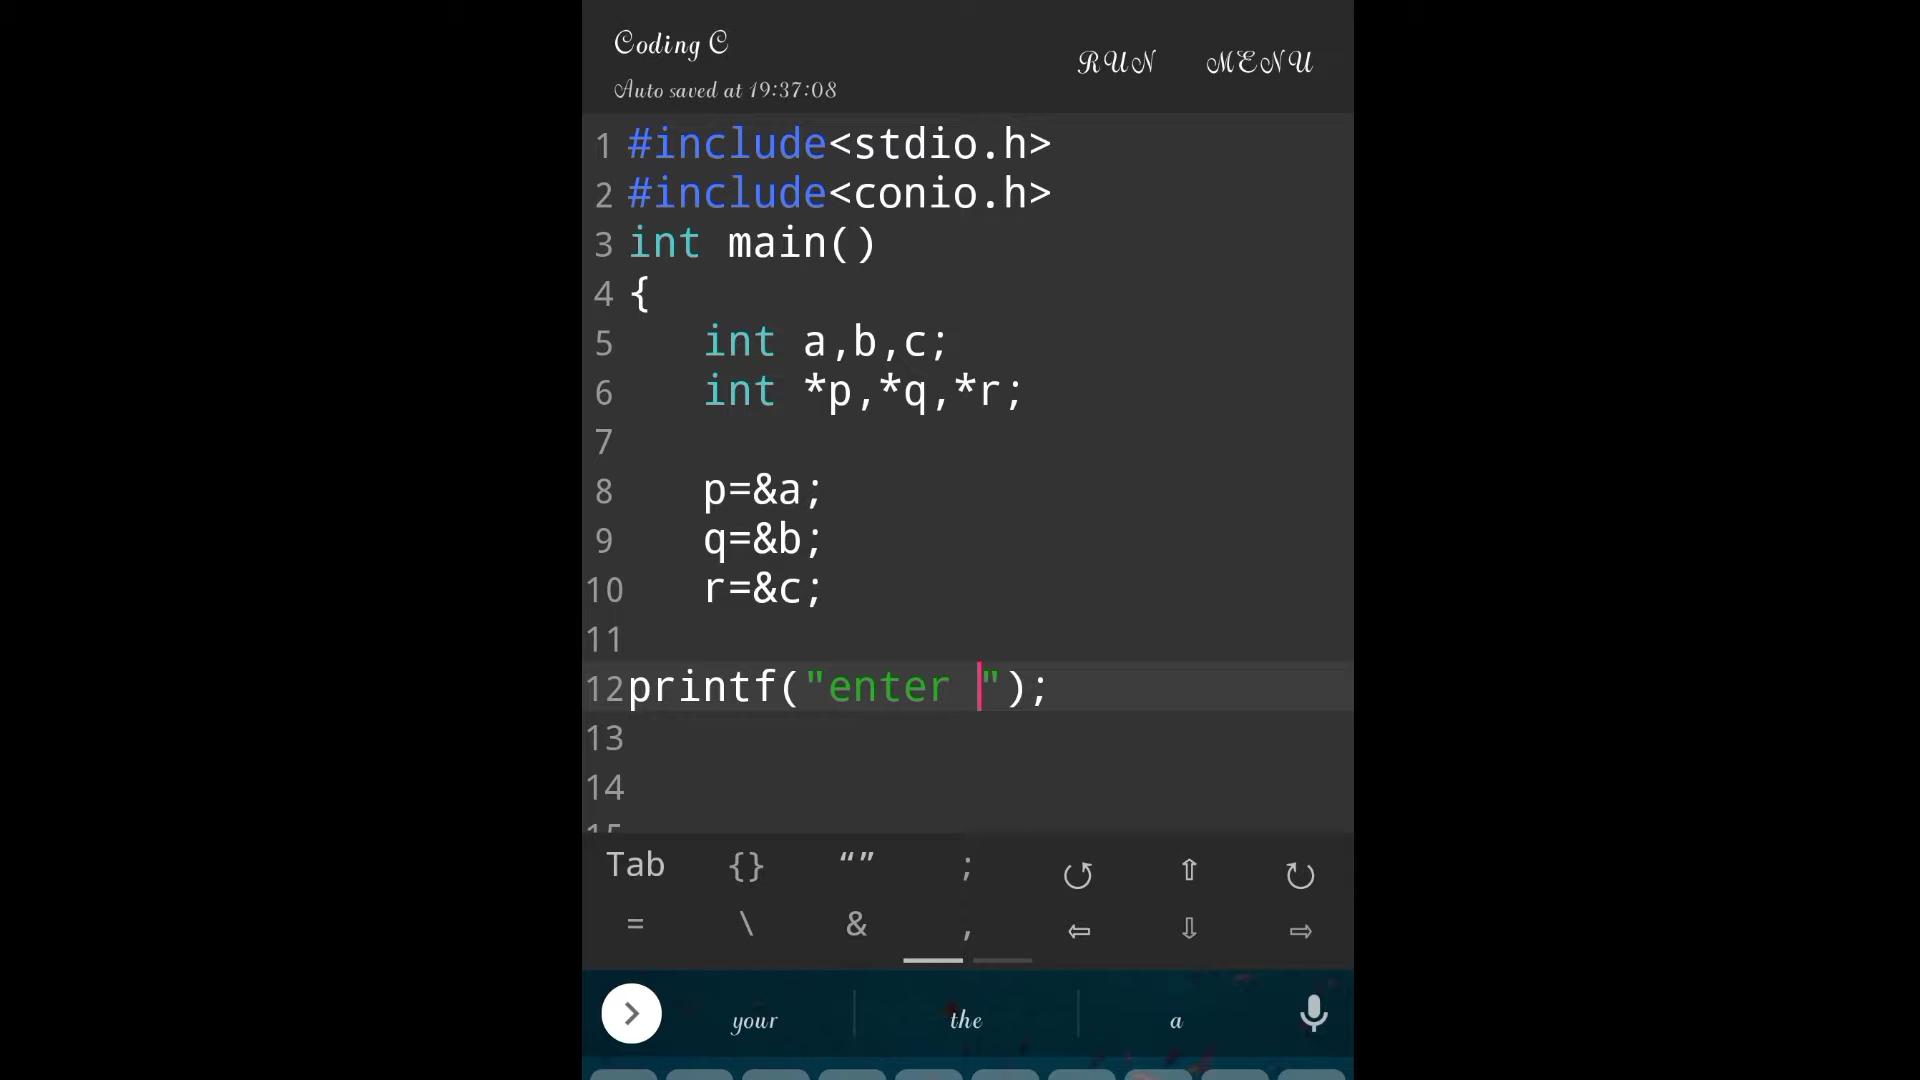 Coding C
RUN MENU
Auto saved at 19:37:08
1 #include<stdio.h>
2 #include<conio.h>
3 int main()
4 {
5 int a,b,c;
6 int *p,*q,*r;
7
8 p=&a;
9 q=&b;
10 r=&c;
11
12 printf("enter ");
13
14
15
Tab {} “” ;
= \ & ,
your the a